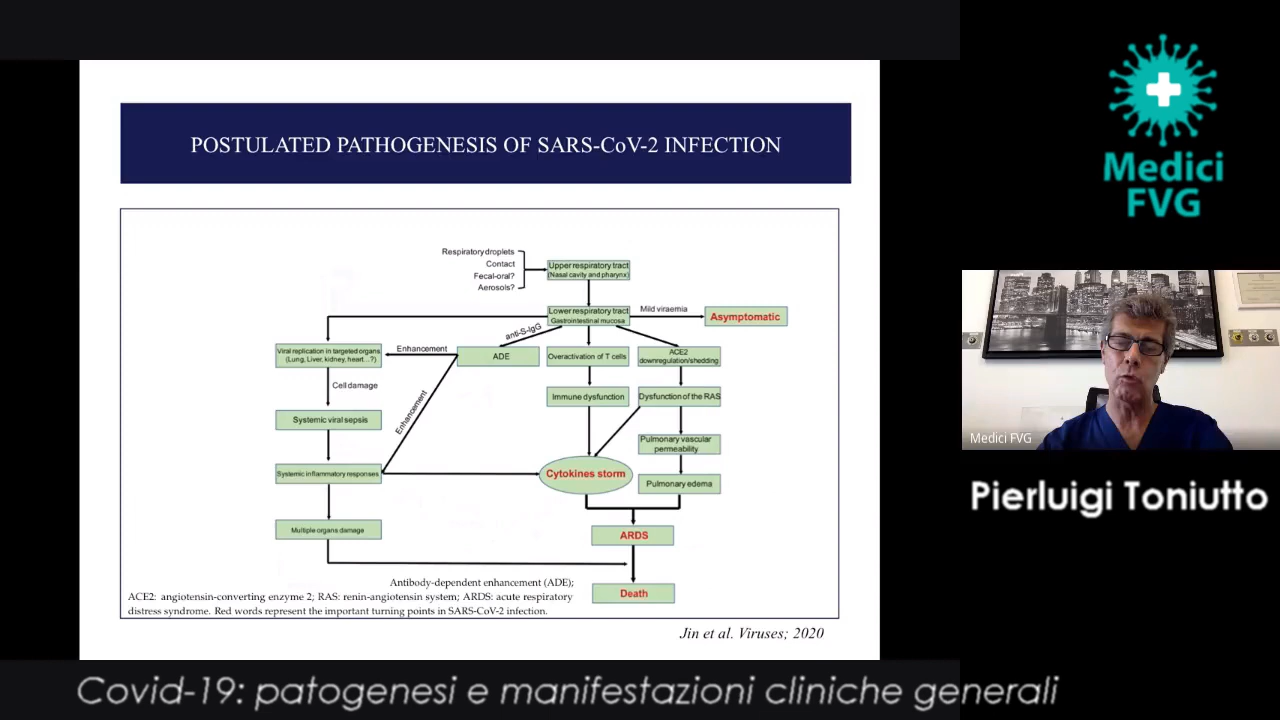 POSTULATED PATHOGENESIS OF SARS-CoV-2 INFECTION
Respiratory droplets
Contact
Fecal-oral?
Aerosols?
Upper respiratory tract
(Nasal cavity and pharynx)
Lower respiratory tract
Gastrointestinal mucosa
Mild viraemia
Asymptomatic
anti-S-IgG
Viral replication in targeted organs
(Lung, Liver, kidney, heart...?)
Enhancement
ADE
Overactivation of T cells
ACE2
downregulation/shedding
Cell damage
Enhancement
Immune dysfunction
Dysfunction of the RAS
Systemic viral sepsis
Pulmonary vascular
permeability
Systemic inflammatory responses
Cytokines storm
Pulmonary edema
Multiple organs damage
ARDS
Death
Antibody-dependent enhancement (ADE);
ACE2: angiotensin-converting enzyme 2; RAS: renin-angiotensin system; ARDS: acute respiratory
distress syndrome. Red words represent the important turning points in SARS-CoV-2 infection.
Jin et al. Viruses; 2020
Medici
FVG
Medici FVG
Pierluigi Toniutto
Covid-19: patogenesi e manifestazioni cliniche generali